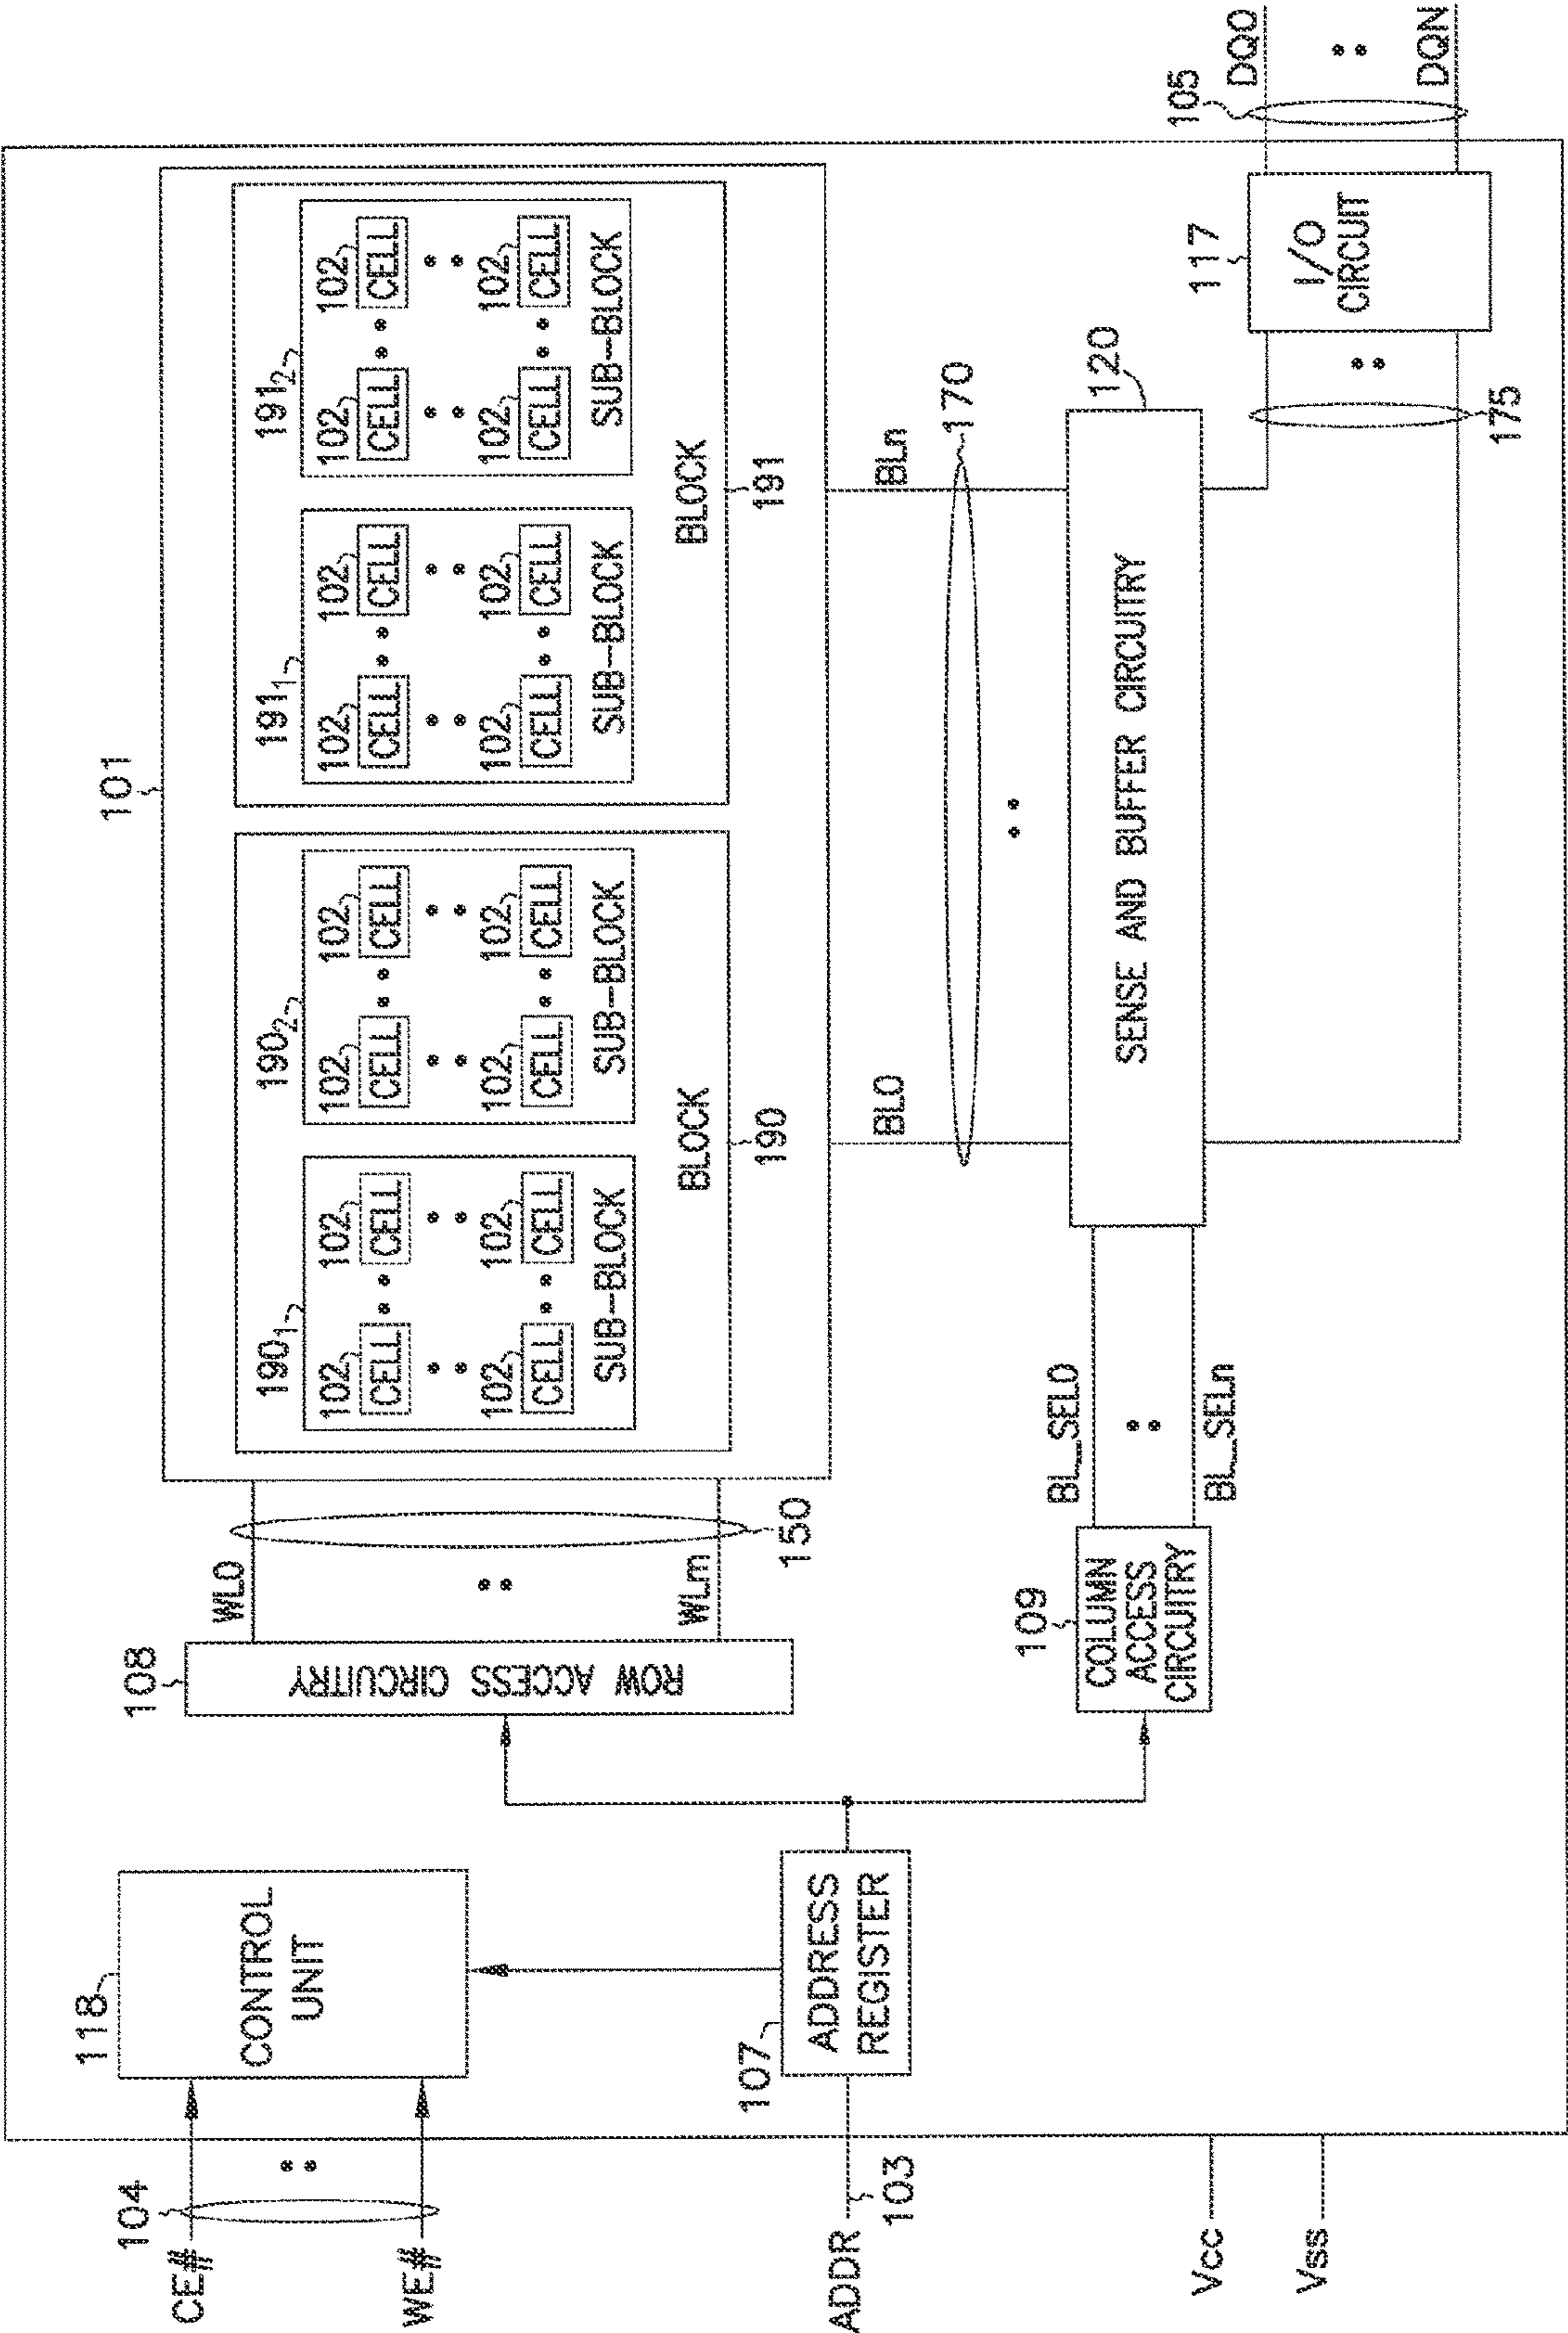 101
190₁
190₂
191₁
191₂
102 102 102 102 102 102 102 102
CELL CELL CELL CELL CELL CELL CELL CELL
102 102 102 102 102 102 102 102
CELL CELL CELL CELL CELL CELL CELL CELL
SUB-BLOCK SUB-BLOCK SUB-BLOCK SUB-BLOCK
BLOCK BLOCK
190 191
104
CE#
WE#
118
CONTROL
UNIT
108
ROW ACCESS CIRCUITRY
WL0
WLm
150
ADDR
103
107
ADDRESS
REGISTER
BL0
BLn
170
109
COLUMN
ACCESS
CIRCUITRY
BL_SEL0
BL_SELn
120
SENSE AND BUFFER CIRCUITRY
175
117
I/O
CIRCUIT
105
DQ0
DQN
Vcc
Vss